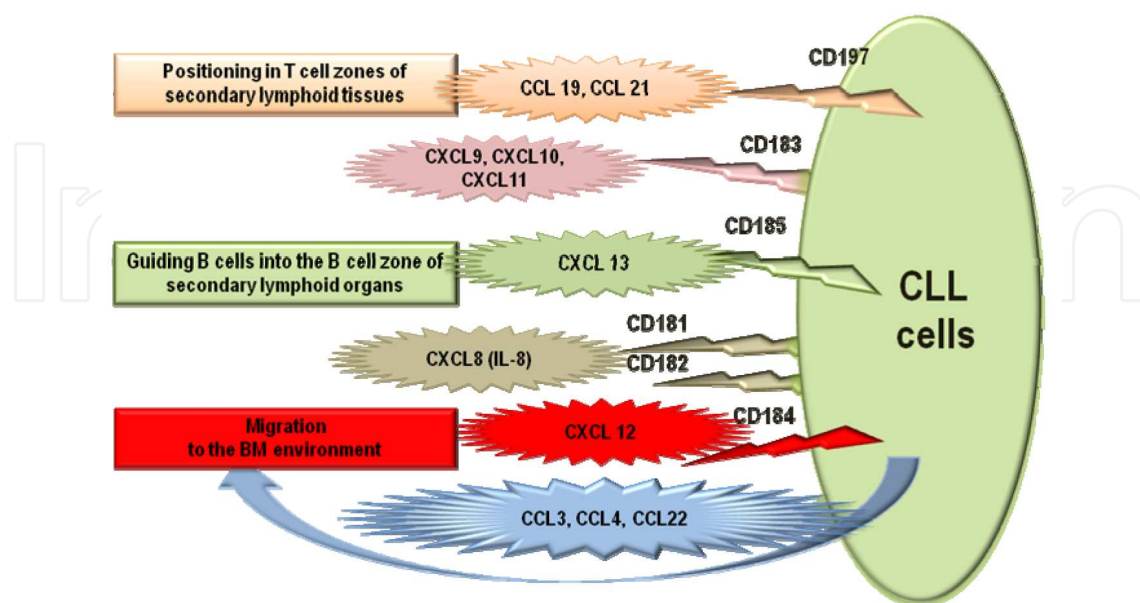 CD197
Positioning in T cell zones of
secondary lymphoid tissues
CCL 19, CCL 21
CD183
CXCL9, CXCL10,
CXCL11
CD185
Guiding B cells into the B cell zone of
secondary lymphoid organs
CXCL 13
CLL
cells
CD181
CXCL8 (IL-8)
CD182
CD184
Migration
to the BM environment
CXCL 12
CCL3, CCL4, CCL22